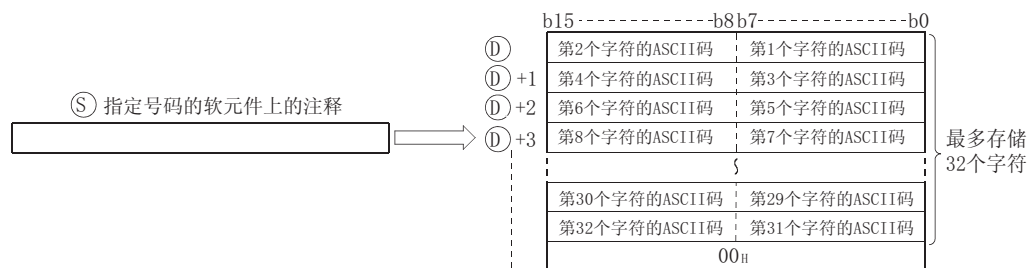 b15 b8 b7 b0
Ⓓ 第2个字符的ASCII码 第1个字符的ASCII码
Ⓓ +1 第4个字符的ASCII码 第3个字符的ASCII码
Ⓢ 指定号码的软元件上的注释
Ⓓ +2 第6个字符的ASCII码 第5个字符的ASCII码
Ⓓ +3 第8个字符的ASCII码 第7个字符的ASCII码
最多存储
32个字符
第30个字符的ASCII码 第29个字符的ASCII码
第32个字符的ASCII码 第31个字符的ASCII码
00H